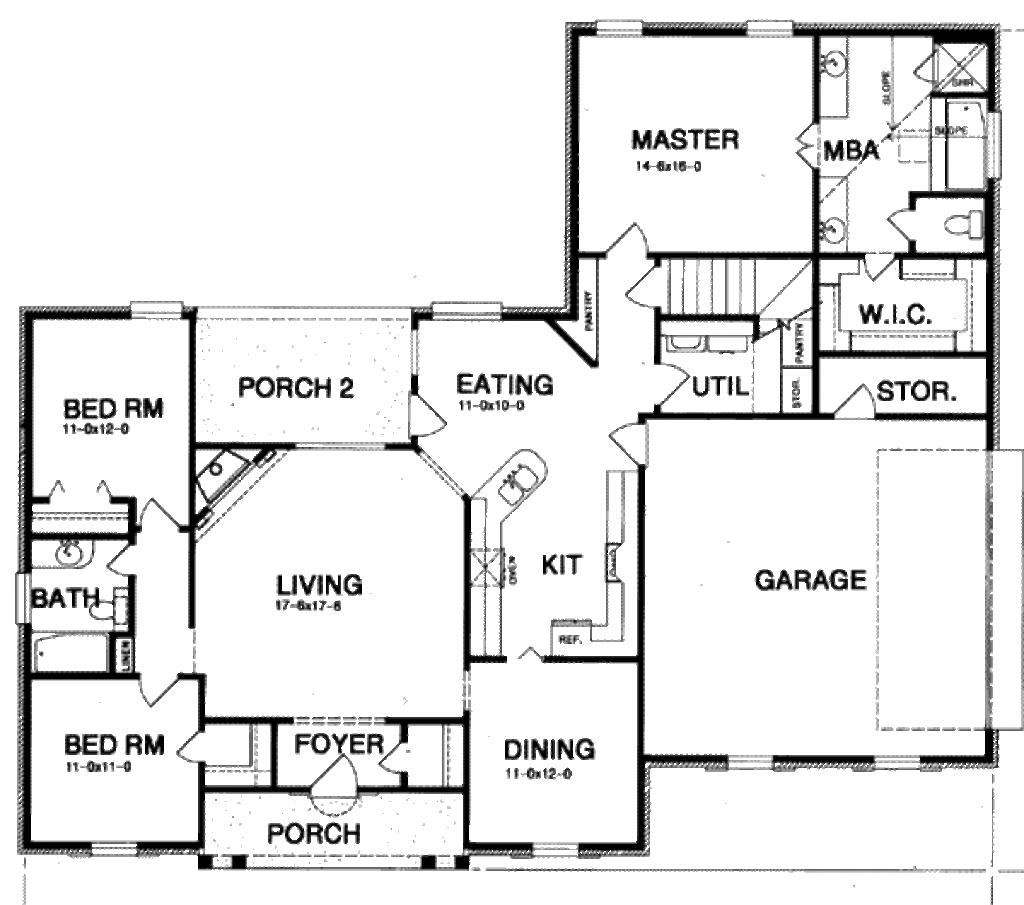 SHR
SLOPE
SLOPE
MASTER
14-6x16-0
MBA
PANTRY
W.I.C.
PANTRY
PORCH 2
EATING
11-0x10-0
UTIL
STOR.
STOR.
BED RM
11-0x12-0
KIT
OVEN
LIVING
17-6x17-6
GARAGE
BATH
LINEN
REF.
BED RM
11-0x11-0
FOYER
DINING
11-0x12-0
PORCH